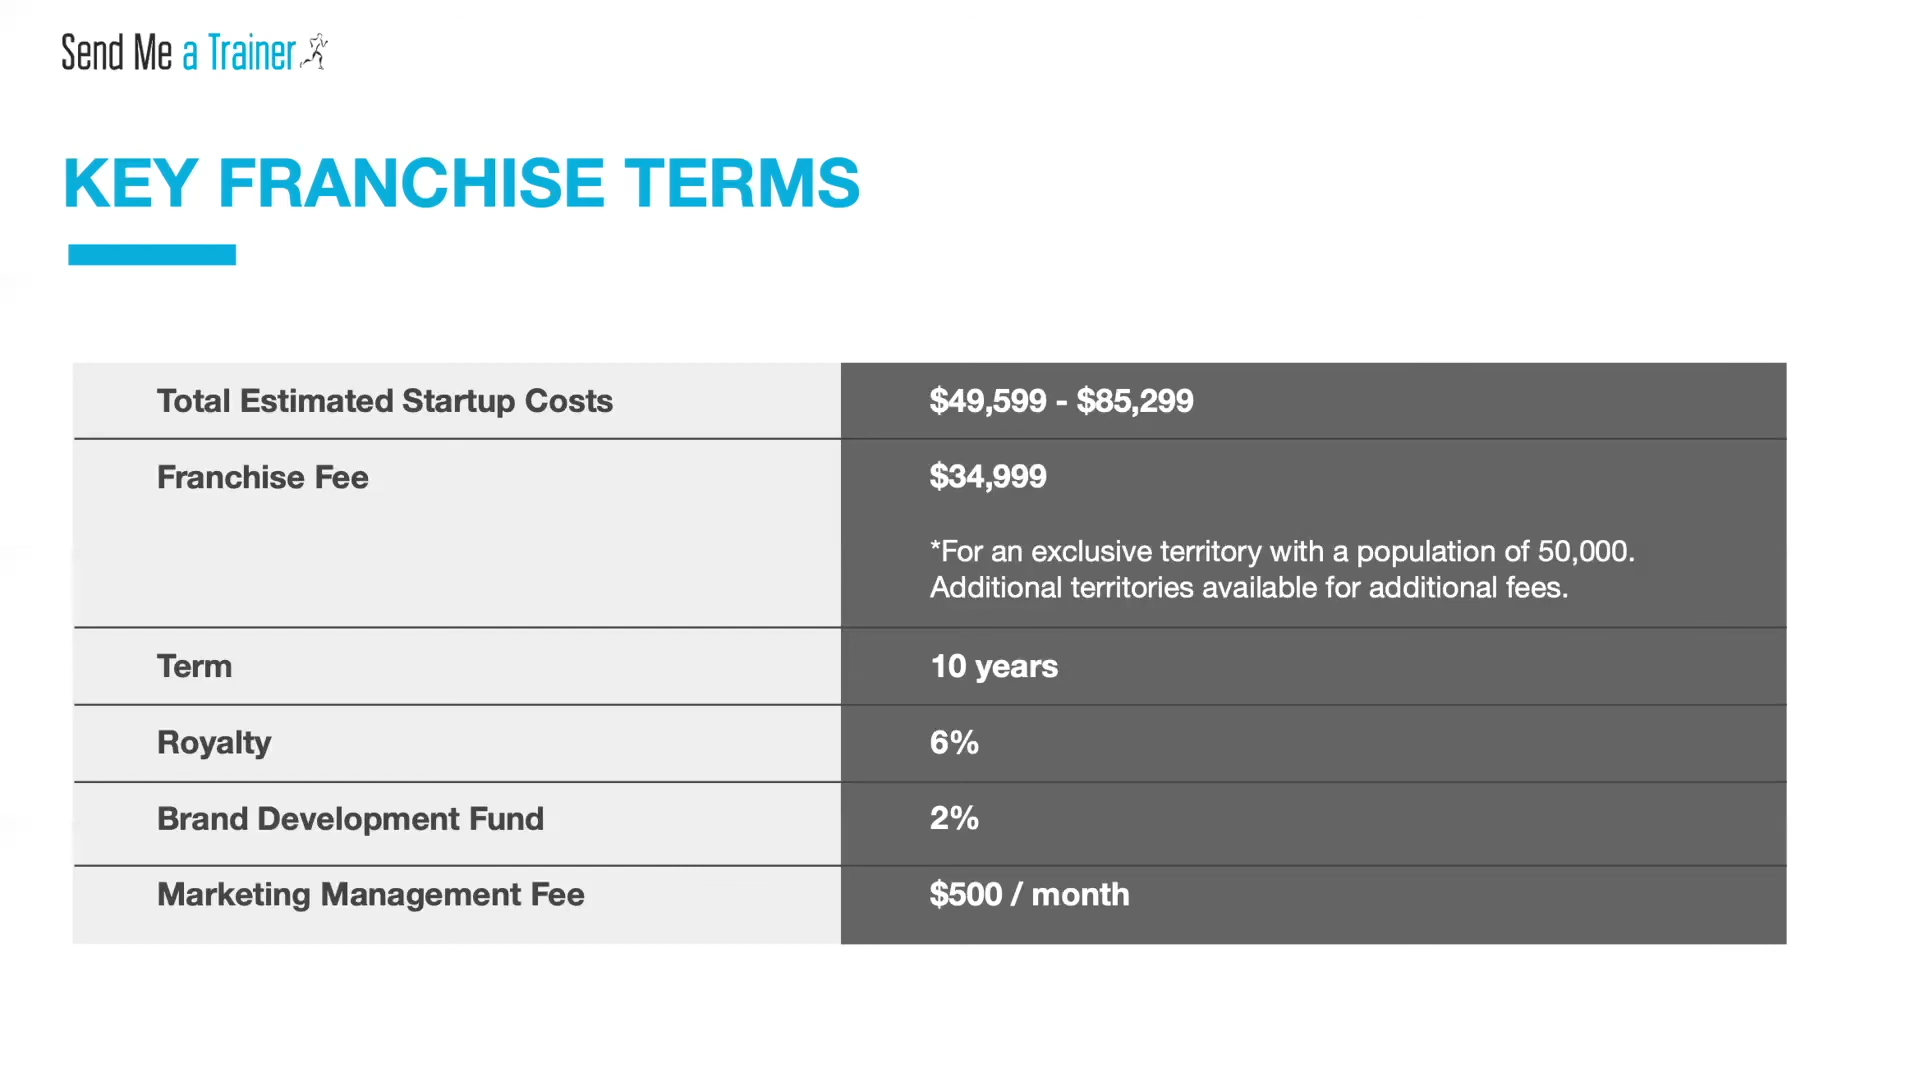 Send Me a Trainer
KEY FRANCHISE TERMS
Total Estimated Startup Costs
$49,599 - $85,299
Franchise Fee
$34,999
*For an exclusive territory with a population of 50,000.
Additional territories available for additional fees.
Term
10 years
Royalty
6%
Brand Development Fund
2%
Marketing Management Fee
$500 / month